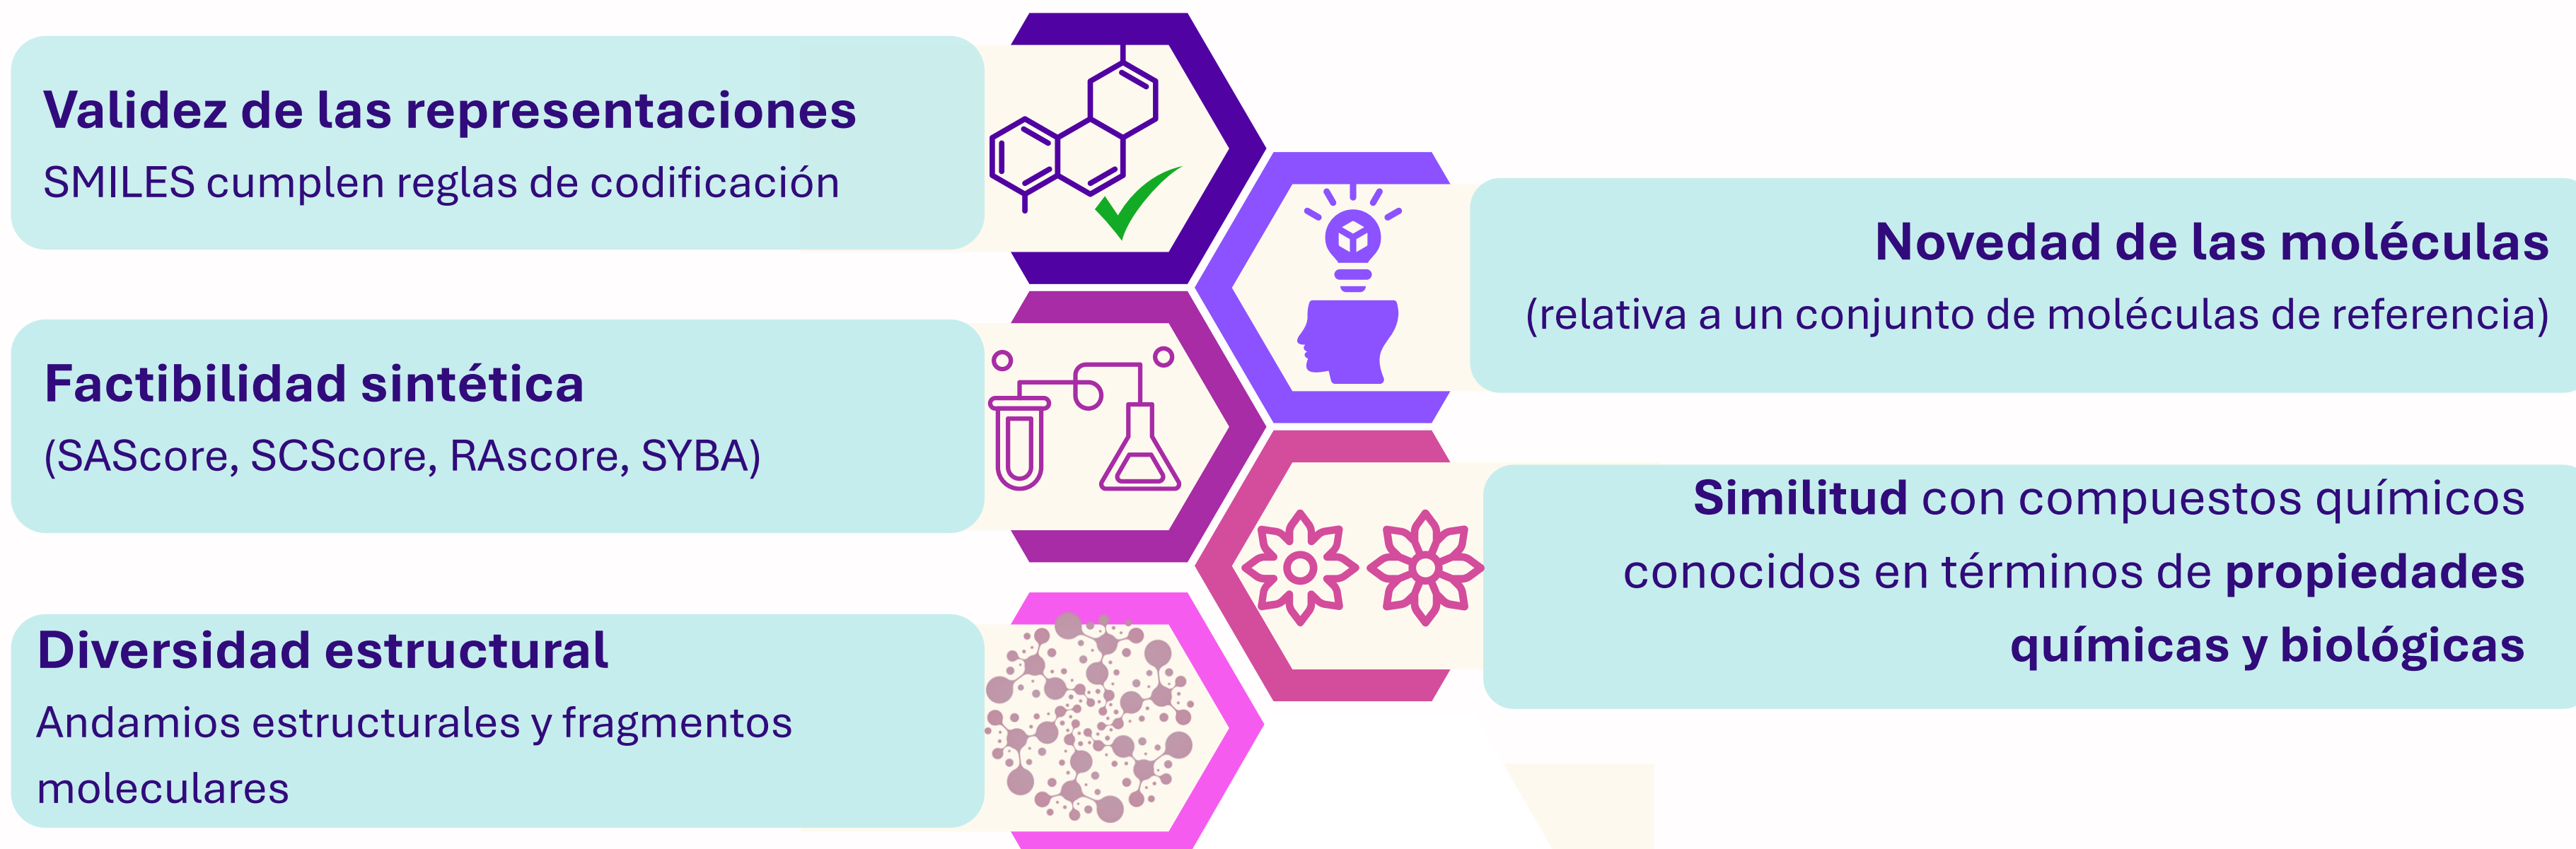 Validez de las representaciones
SMILES cumplen reglas de codificación
Novedad de las moléculas
(relativa a un conjunto de moléculas de referencia)
Factibilidad sintética
(SAScore, SCScore, RAscore, SYBA)
Similitud con compuestos químicos
conocidos en términos de propiedades
químicas y biológicas
Diversidad estructural
Andamios estructurales y fragmentos
moleculares